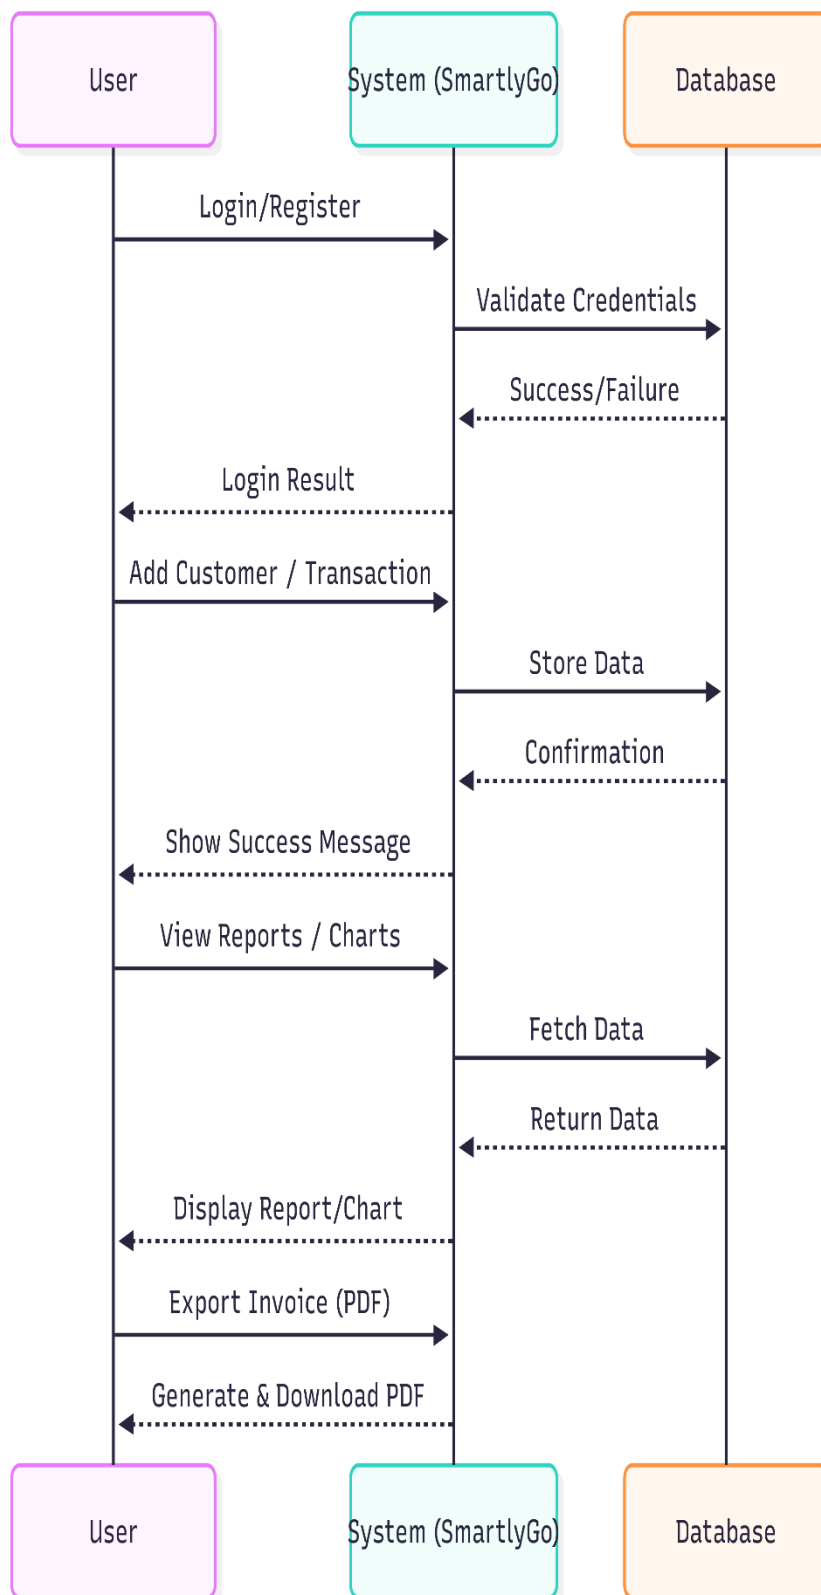 User
System (SmartlyGo)
Database
Login/Register
Validate Credentials
Success/Failure
Login Result
Add Customer / Transaction
Store Data
Confirmation
Show Success Message
View Reports / Charts
Fetch Data
Return Data
Display Report/Chart
Export Invoice (PDF)
Generate & Download PDF
User
System (SmartlyGo)
Database